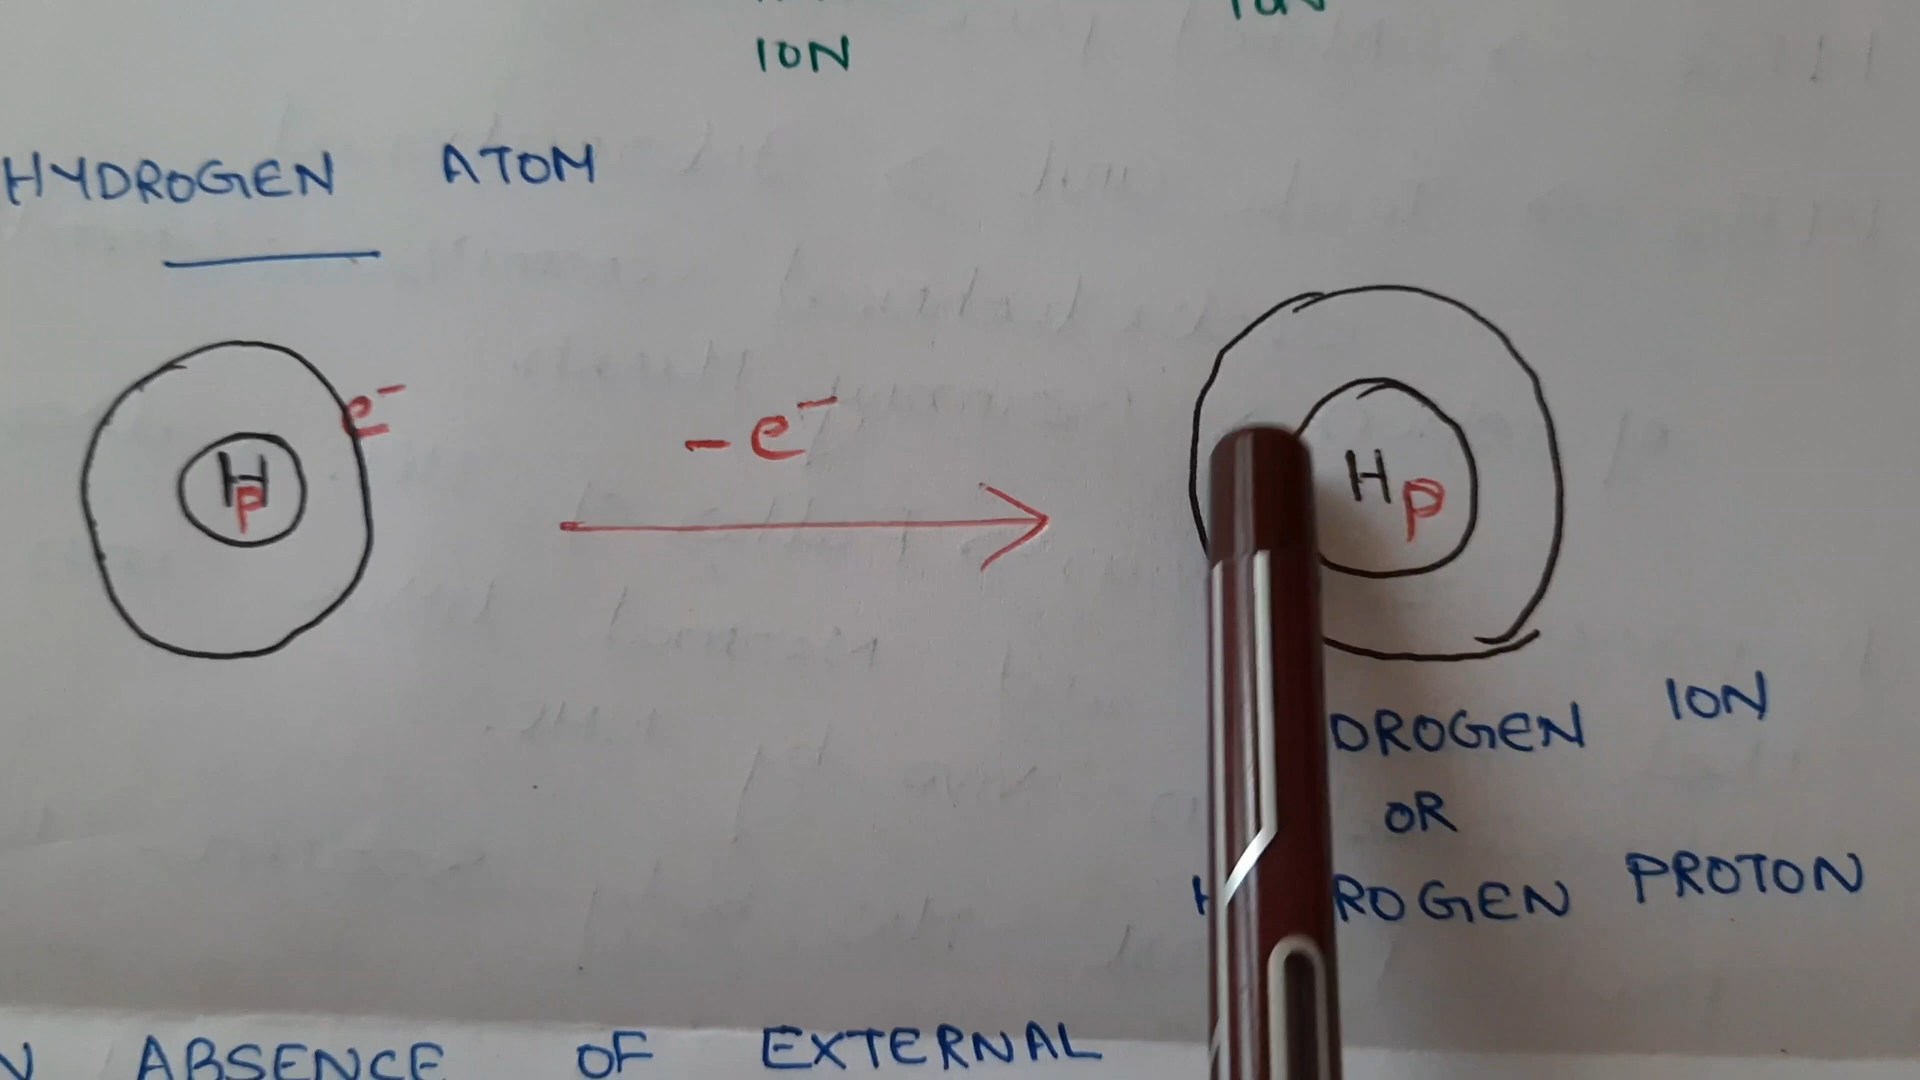 ION
HYDROGEN ATOM
H
P
e⁻
- e⁻
H P
DROGEN ION
OR
ROGEN PROTON
ABSENCE OF EXTERNAL